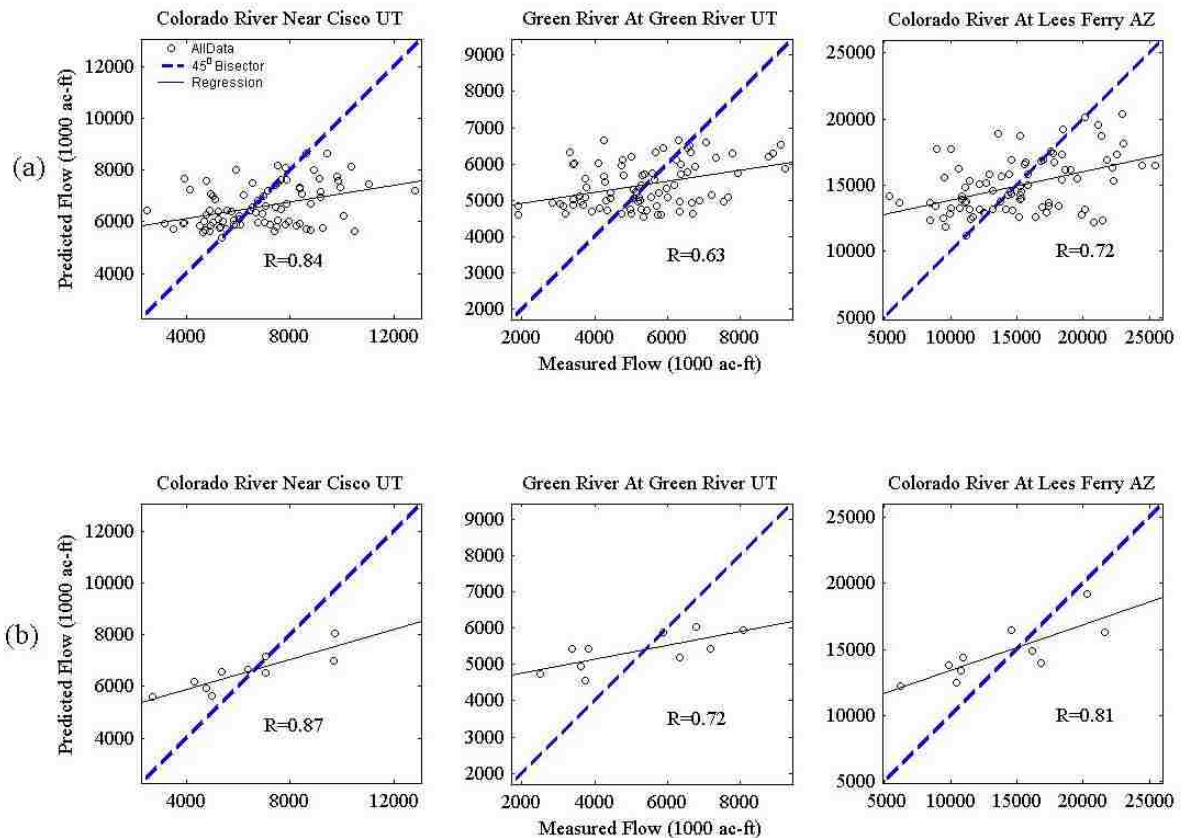 Colorado River Near Cisco UT
Green River At Green River UT
Colorado River At Lees Ferry AZ
(a)
Predicted Flow (1000 ac-ft)
12000
10000
8000
6000
4000
AllData
45⁰ Bisector
Regression
R=0.84
4000 8000 12000
9000
8000
7000
6000
5000
4000
3000
2000
R=0.63
2000 4000 6000 8000
Measured Flow (1000 ac-ft)
25000
20000
15000
10000
5000
R=0.72
5000 10000 15000 20000 25000
Colorado River Near Cisco UT
Green River At Green River UT
Colorado River At Lees Ferry AZ
(b)
Predicted Flow (1000 ac-ft)
12000
10000
8000
6000
4000
R=0.87
4000 8000 12000
9000
8000
7000
6000
5000
4000
3000
2000
R=0.72
2000 4000 6000 8000
Measured Flow (1000 ac-ft)
25000
20000
15000
10000
5000
R=0.81
5000 10000 15000 20000 25000